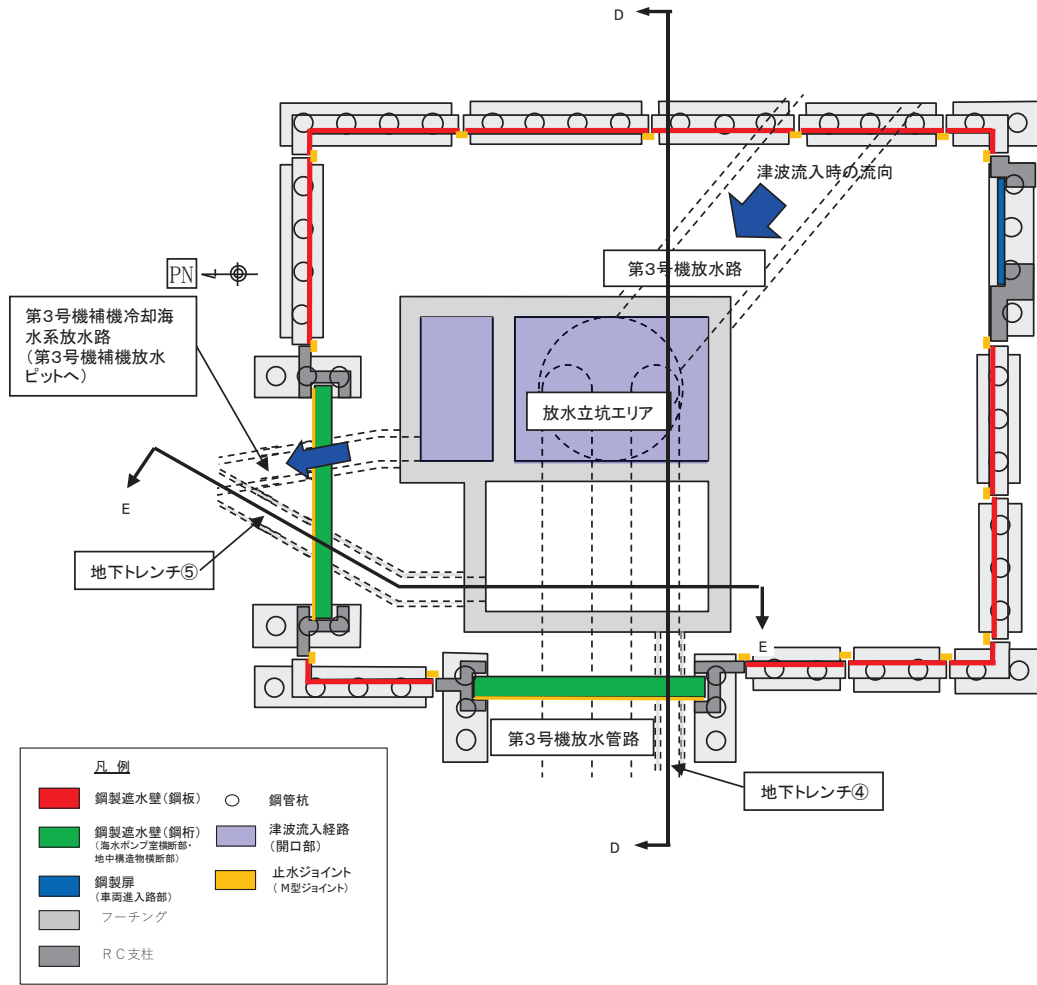 D
津波流入時の流向
第3号機放水路
PN
第3号機補機冷却海
水系放水路
(第3号機補機放水
ピットへ)
放水立坑エリア
E
地下トレンチ⑤
E
第3号機放水管路
地下トレンチ④
D
凡 例
鋼製遮水壁(鋼板)
鋼管杭
鋼製遮水壁(鋼桁)
(海水ポンプ室横断部・
地中構造物横断部)
津波流入経路
(開口部)
鋼製扉
(車両進入路部)
止水ジョイント
(M型ジョイント)
フーチング
RC支柱